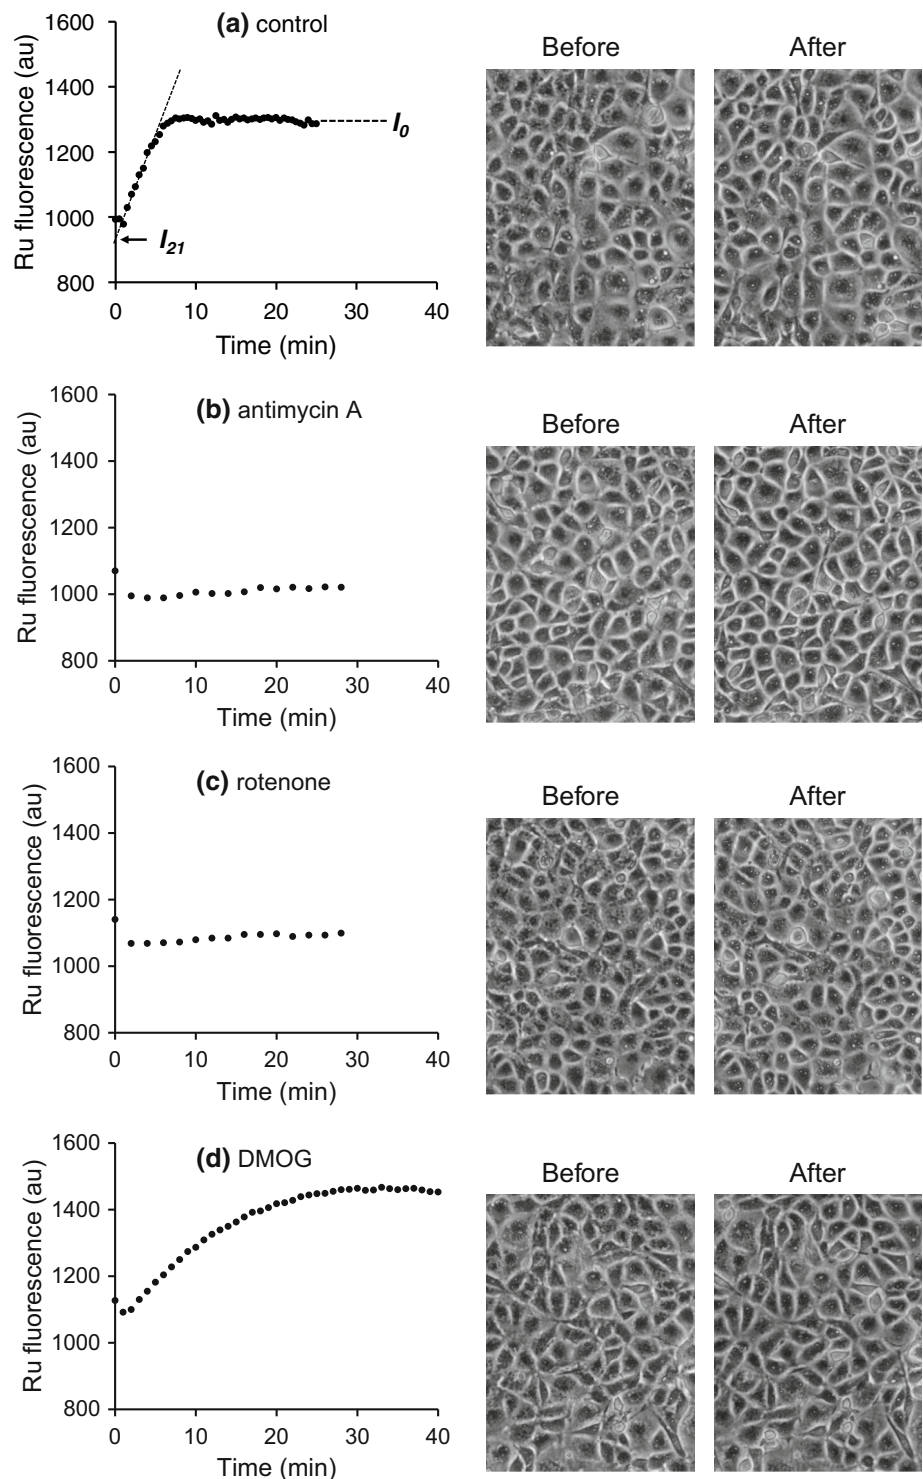 (a) control
Ru fluorescence (au)
1600
1400
1200
1000
800
I0
I21
0 10 20 30 40
Time (min)
Before After
(b) antimycin A
Ru fluorescence (au)
1600
1400
1200
1000
800
0 10 20 30 40
Time (min)
Before After
(c) rotenone
Ru fluorescence (au)
1600
1400
1200
1000
800
0 10 20 30 40
Time (min)
Before After
(d) DMOG
Ru fluorescence (au)
1600
1400
1200
1000
800
0 10 20 30 40
Time (min)
Before After